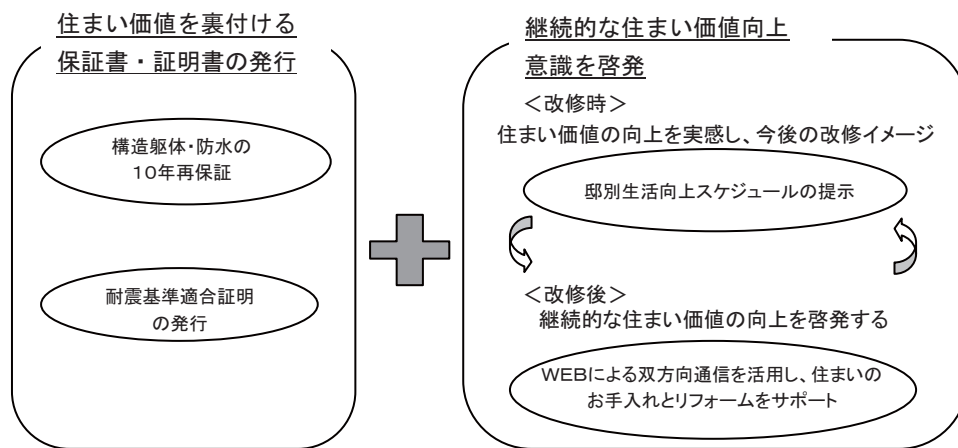 住まい価値を裏付ける
保証書・証明書の発行
構造躯体・防水の
１０年再保証
耐震基準適合証明
の発行
継続的な住まい価値向上
意識を啓発
＜改修時＞
住まい価値の向上を実感し、今後の改修イメージ
邸別生活向上スケジュールの提示
＜改修後＞
継続的な住まい価値の向上を啓発する
ＷＥＢによる双方向通信を活用し、住まいの
お手入れとリフォームをサポート